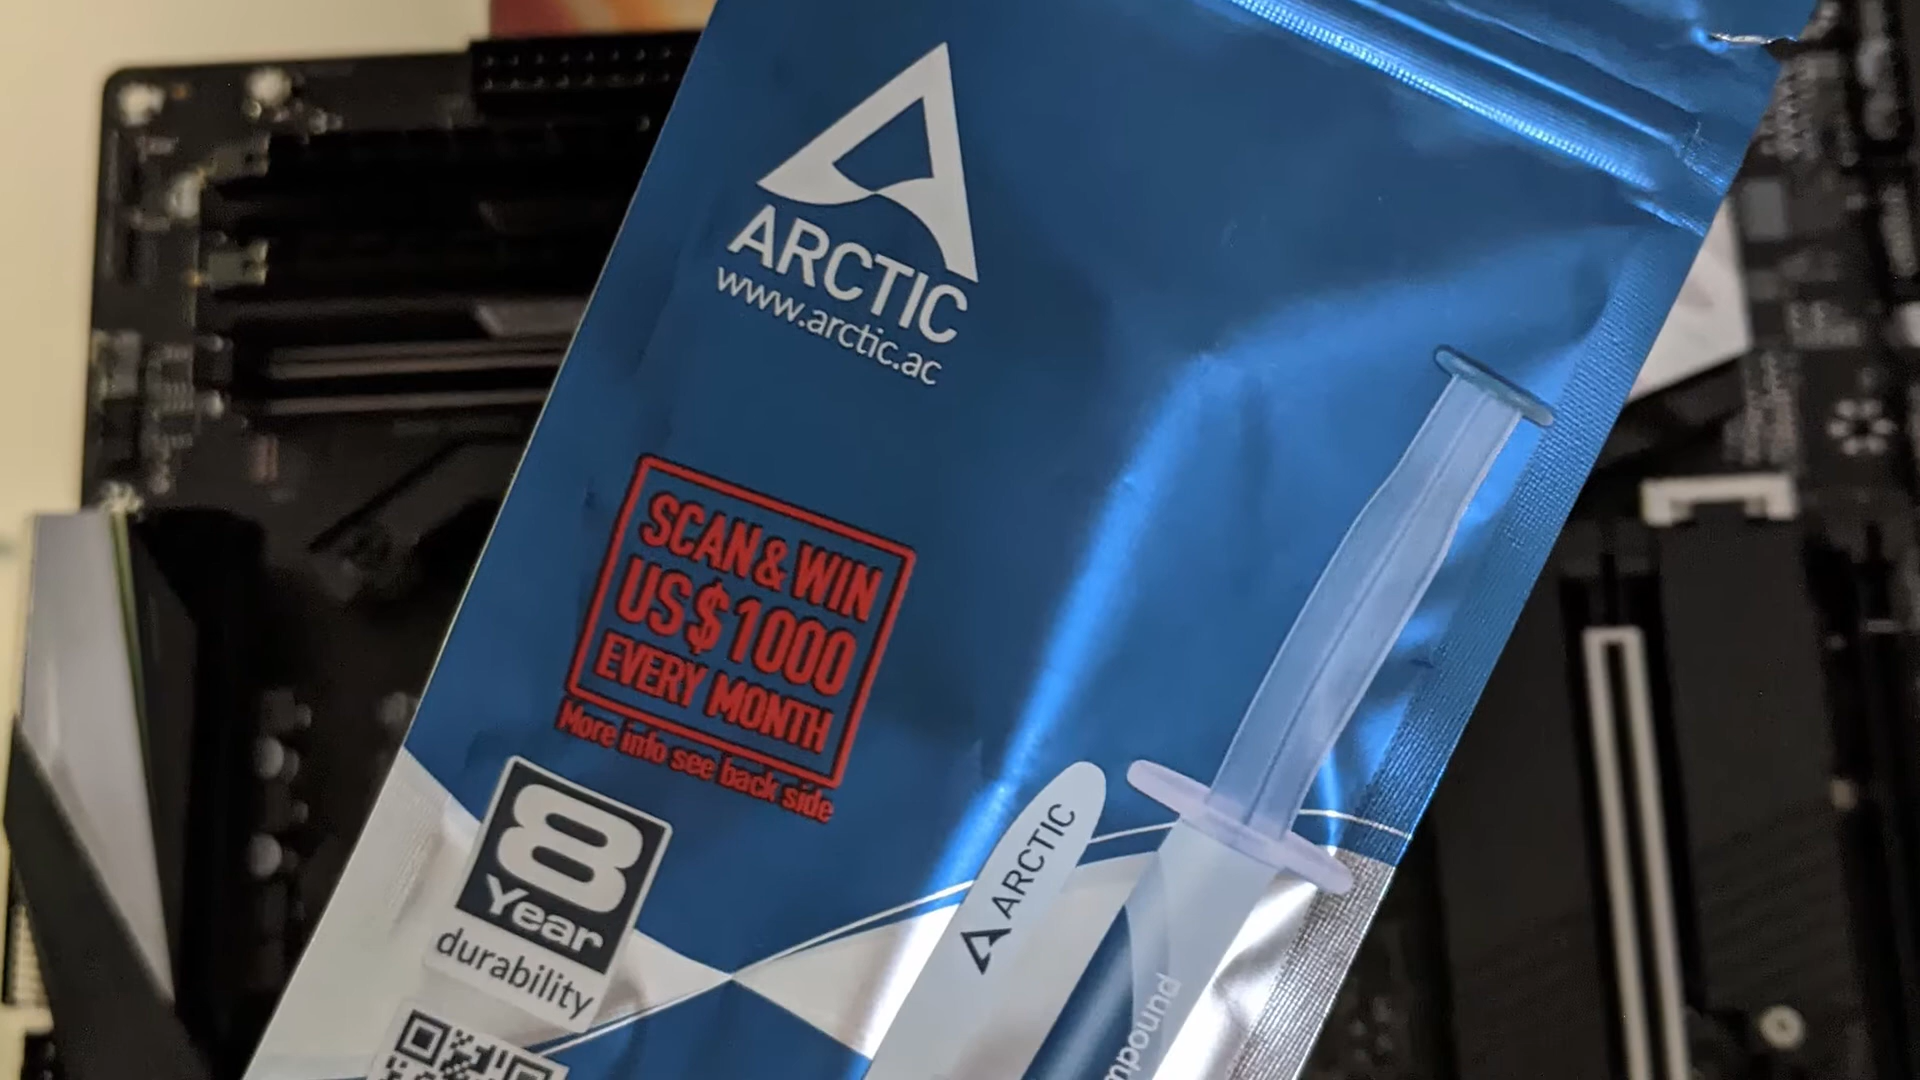 ARCTIC
www.arctic.ac
SCAN & WIN
US$1000
EVERY MONTH
More info see back side
8
Year
durability
ARCTIC